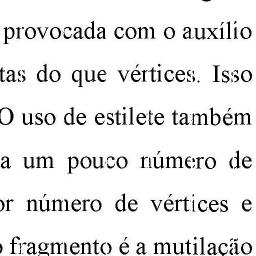 provocada com o auxílio
tas do que vértices. Isso
O uso de estilete também
a um pouco número de
or número de vértices e
o fragmento é a mutilação